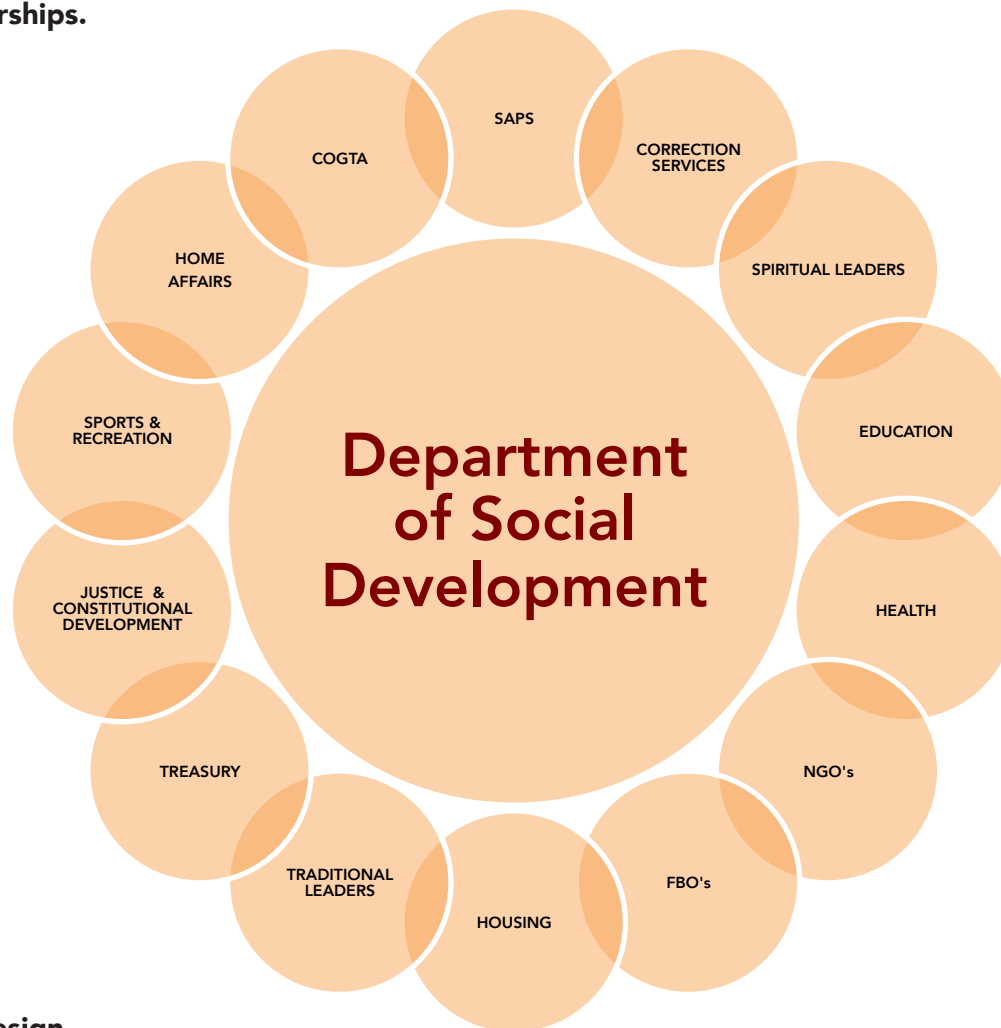 rships.
SAPS
CORRECTION
SERVICES
COGTA
SPIRITUAL LEADERS
HOME
AFFAIRS
EDUCATION
SPORTS &
RECREATION
Department
of Social
Development
HEALTH
JUSTICE &
CONSTITUTIONAL
DEVELOPMENT
NGO's
TREASURY
FBO's
TRADITIONAL
LEADERS
HOUSING